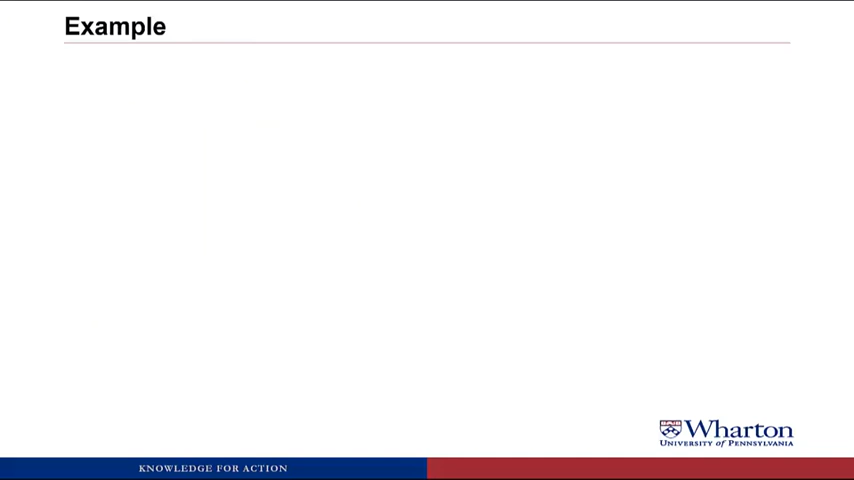 Example
Wharton
UNIVERSITY of PENNSYLVANIA
KNOWLEDGE FOR ACTION